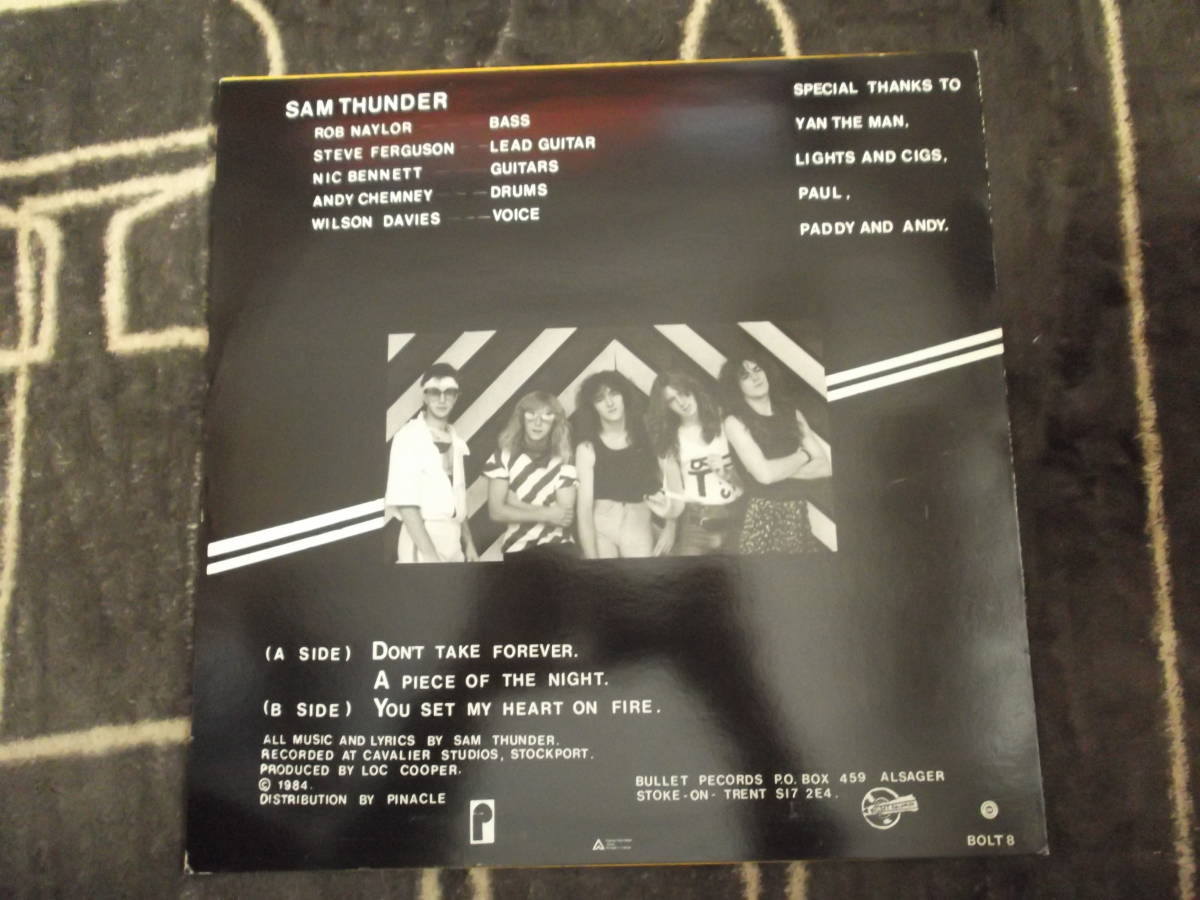 SAM THUNDER
ROB NAYLOR BASS
STEVE FERGUSON LEAD GUITAR
NIC BENNETT GUITARS
ANDY CHEMNEY DRUMS
WILSON DAVIES VOICE
SPECIAL THANKS TO
YAN THE MAN,
LIGHTS AND CIGS,
PAUL,
PADDY AND ANDY.
(A SIDE) DON'T TAKE FOREVER.
A PIECE OF THE NIGHT.
(B SIDE) YOU SET MY HEART ON FIRE.
ALL MUSIC AND LYRICS BY SAM THUNDER.
RECORDED AT CAVALIER STUDIOS, STOCKPORT.
PRODUCED BY LOC COOPER.
© 1984.
DISTRIBUTION BY PINACLE
BULLET PECORDS P.O. BOX 459 ALSAGER
STOKE-ON-TRENT SI7 2E4.
BOLT 8